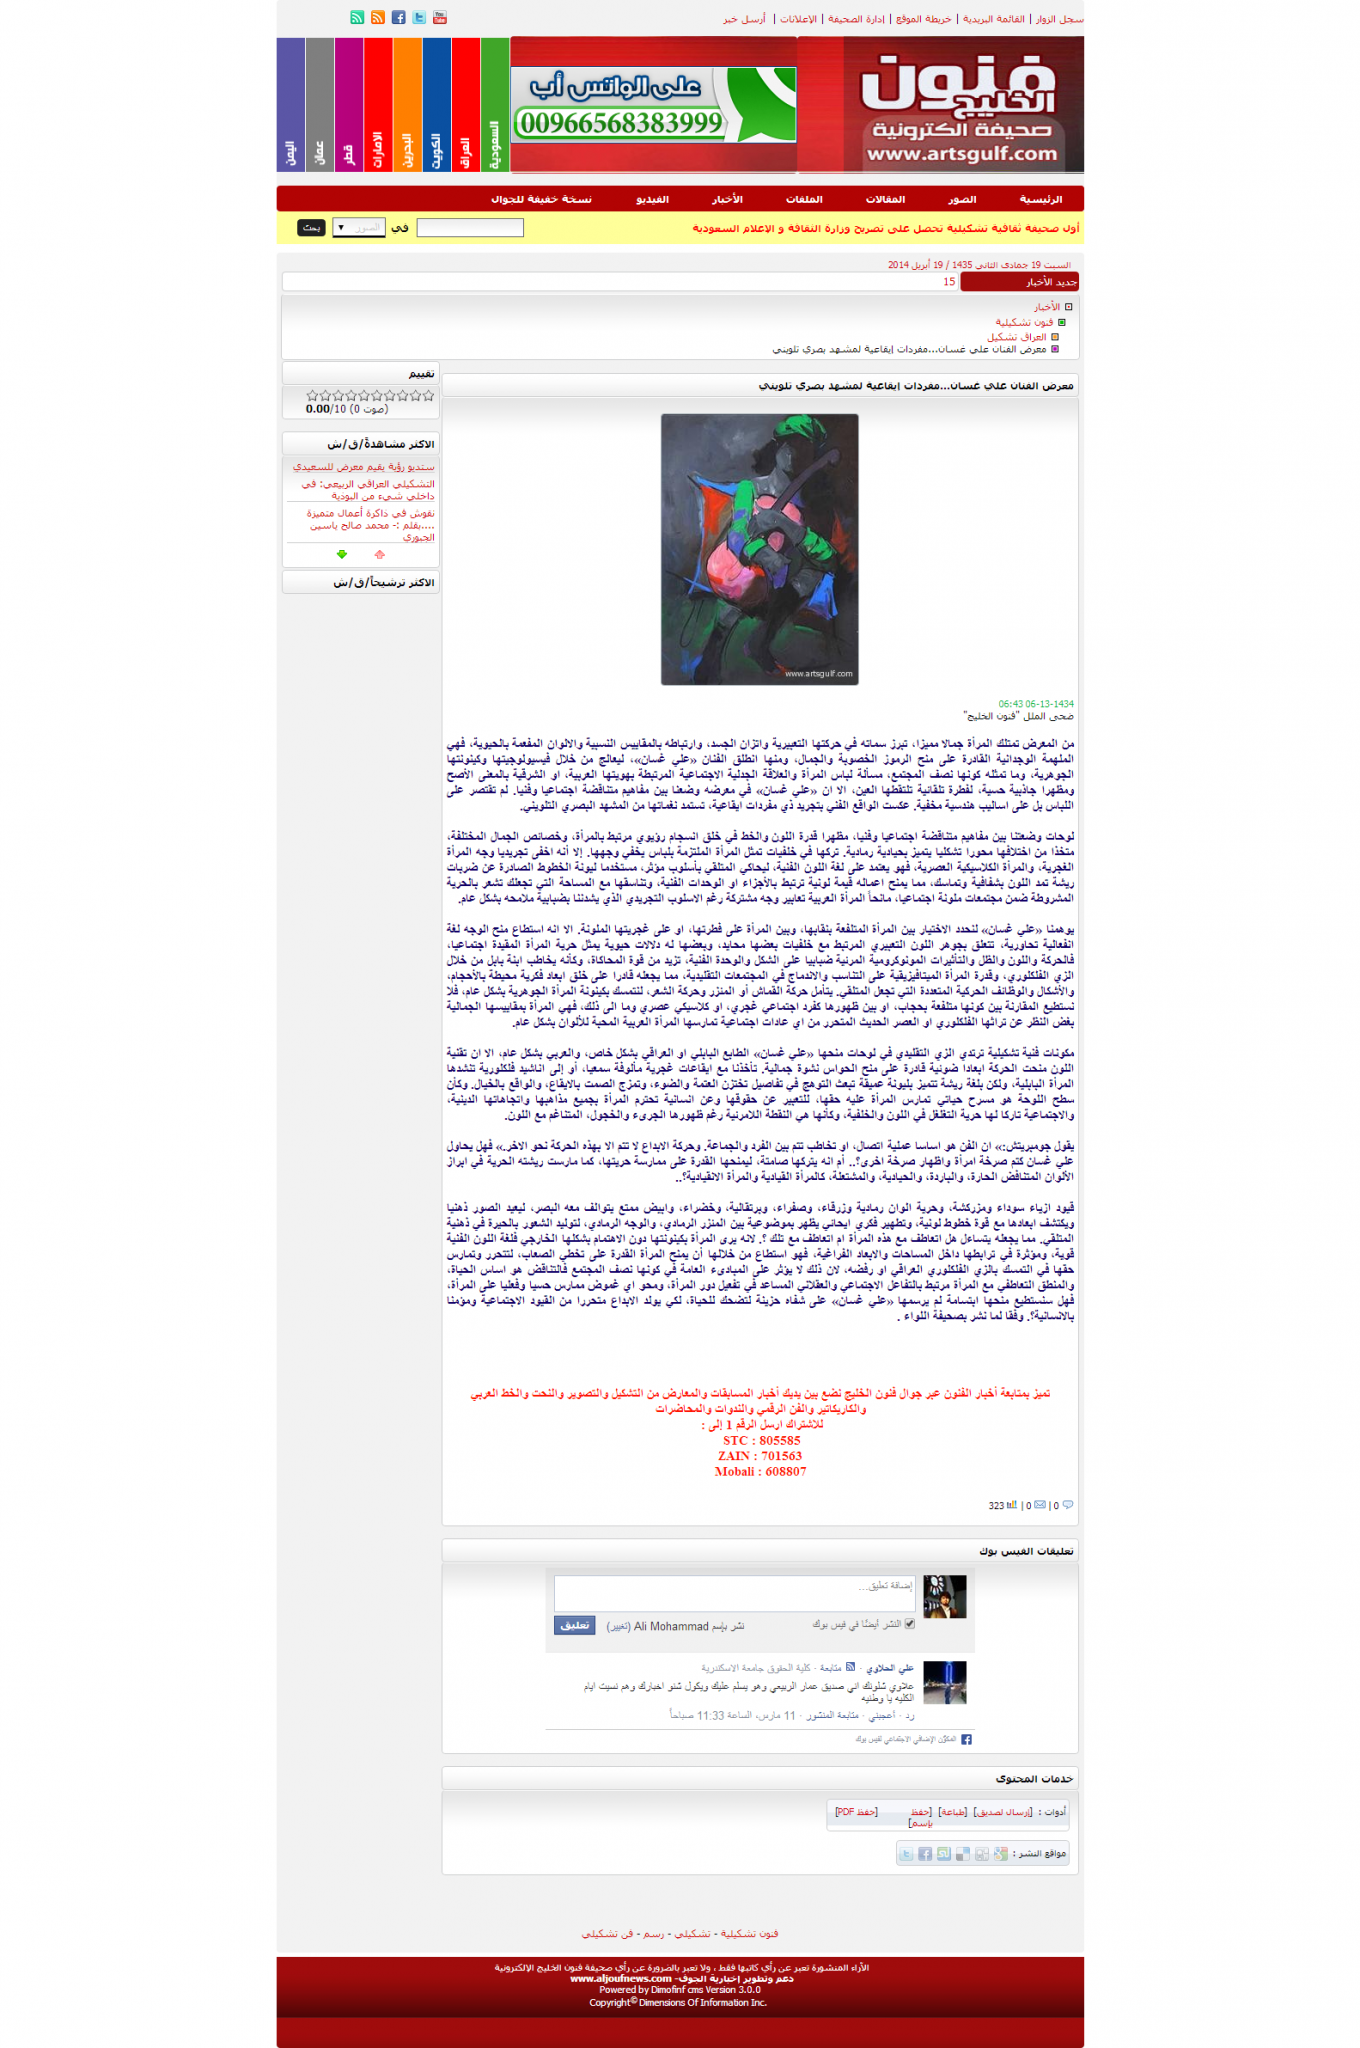 سجل الزوار | القائمة البريدية | خريطة الموقع | إدارة الصحيفة | الإعلانات | أرسل خبر
فنون
الخليج
صحيفة الكترونية
www.artsgulf.com
على الواتس أب
00966568383999
السعودية
العراق
الكويت
البحرين
الامارات
قطر
عمان
اليمن
الرئيسية الصور المقالات الملفات الأخبار الفيديو نسخة خفيفة للجوال
أول صحيفة ثقافية تشكيلية تحصل على تصريح وزارة الثقافة و الإعلام السعودية
في الصور بحث
السبت 19 جمادى الثاني 1435 / 19 أبريل 2014
جديد الأخبار 15
الأخبار
فنون تشكيلية
العراق تشكيل
معرض الفنان علي غسان...مفردات إيقاعية لمشهد بصري تلويني
تقييم
0.00/10 (0 صوت)
الاكثر مشاهدةً/ق/ش
ستديو رؤية يقيم معرض للسعيدي
التشكيلي العراقي الربيعي: في
داخلي شيء من البوذية
نقوش في ذاكرة أعمال متميزة
....بقلم :- محمد صالح ياسين
الجبوري
الاكثر ترشيحاً/ق/ش
معرض الفنان علي غسان...مفردات إيقاعية لمشهد بصري تلويني
www.artsgulf.com
06-13-1434 06:43
ضحى الملل "فنون الخليج"
من المعرض تمتلك المرأة جمالا مميزا، تبرز سماته في حركتها التعبيرية واتزان الجسد، وارتباطه بالمقاييس النسبية والالوان المفعمة بالحيوية، فهي
الملهمة الوجدانية القادرة على منح الرموز الخصوبة والجمال، ومنها انطلق الفنان «علي غسان»، ليعالج من خلال فيسيولوجيتها وكينونتها
الجوهرية، وما تمثله كونها نصف المجتمع، مسألة لباس المرأة والعلاقة الجدلية الاجتماعية المرتبطة بهويتها العربية، او الشرقية بالمعنى الأصح
ومظهرا جاذبية حسية، لفطرة تلقائية تلتقطها العين، الا ان «علي غسان» في معرضه وضعنا بين مفاهيم متناقضة اجتماعيا وفنيا. لم تقتصر على
اللباس بل على اساليب هندسية مخفية. عكست الواقع الفني بتجريد ذي مفردات ايقاعية، تستمد نغماتها من المشهد البصري التلويني.
لوحات وضعتنا بين مفاهيم متناقضة اجتماعيا وفنيا، مظهرا قدرة اللون والخط في خلق انسجام رؤيوي مرتبط بالمرأة، وخصائص الجمال المختلفة،
متخذا من اختلافها محورا تشكليا يتميز بحيادية رمادية. تركها في خلفيات تمثل المرأة الملتزمة بلباس يخفي وجهها. إلا أنه اخفى تجريديا وجه المرأة
الغجرية، والمرأة الكلاسيكية العصرية، فهو يعتمد على لغة اللون الفنية، ليحاكي المتلقي بأسلوب مؤثر، مستخدما ليونة الخطوط الصادرة عن ضربات
ريشة تمد اللون بشفافية وتماسك، مما يمنح اعماله قيمة لونية ترتبط بالأجزاء او الوحدات الفنية، وتناسقها مع المساحة التي تجعلك تشعر بالحرية
المشروطة ضمن مجتمعات ملونة اجتماعيا، مانحاً المرأة العربية تعابير وجه مشتركة رغم الاسلوب التجريدي الذي يشدننا بضبابية ملامحه بشكل عام.
يوهمنا «علي غسان» لنحدد الاختيار بين المرأة المتلفعة بنقابها، وبين المرأة على فطرتها، او على غجريتها الملونة. الا انه استطاع منح الوجه لغة
انفعالية تحاورية، تتعلق بجوهر اللون التعبيري المرتبط مع خلفيات بعضها محايد، وبعضها له دلالات حيوية يمثل حرية المرأة المقيدة اجتماعيا،
فالحركة واللون والظل والتأثيرات المونوكرومية المرئية ضبابيا على الشكل والوحدة الفنية، تزيد من قوة المحاكاة، وكأنه يخاطب ابنة بابل من خلال
الزي الفلكلوري، وقدرة المرأة الميتافيزيقية على التناسب والاندماج في المجتمعات التقليدية، مما يجعله قادرا على خلق ابعاد فكرية محيطة بالأحجام،
والأشكال والوظائف الحركية المتعددة التي تجعل المتلقي. يتأمل حركة القماش أو المئزر وحركة الشعر، لنتمسك بكينونة المرأة الجوهرية بشكل عام، فلا
نستطيع المقارنة بين كونها متلفعة بحجاب، او بين ظهورها كفرد اجتماعي غجري، او كلاسيكي عصري وما الى ذلك، فهي المرأة بمقاييسها الجمالية
بغض النظر عن تراثها الفلكلوري او العصر الحديث المتحرر من اي عادات اجتماعية تمارسها المرأة العربية المحبة للألوان بشكل عام.
مكونات فنية تشكيلية ترتدي الزي التقليدي في لوحات منحها «علي غسان» الطابع البابلي او العراقي بشكل خاص، والعربي بشكل عام، الا ان تقنية
اللون منحت الحركة ابعادا ضوئية قادرة على منح الحواس نشوة جمالية. تأخذنا مع ايقاعات غجرية مألوفة سمعيا، أو إلى اناشيد فلكلورية تنشدها
المرأة البابلية، ولكن بلغة ريشة تتميز بليونة عميقة تبعث التوهج في تفاصيل تختزن العتمة والضوء، وتمزج الصمت بالايقاع، والواقع بالخيال. وكأن
سطح اللوحة هو مسرح حياتي تمارس المرأة عليه حقها، للتعبير عن حقوقها وعن انسانية تحترم المرأة بجميع مذاهبها واتجاهاتها الدينية،
والاجتماعية تاركا لها حرية التغلغل في اللون والخلفية، وكأنها هي النقطة اللامرئية رغم ظهورها الجرىء والخجول، المتناغم مع اللون.
يقول جومبريتش:» ان الفن هو اساسا عملية اتصال، او تخاطب تتم بين الفرد والجماعة. وحركة الابداع لا تتم الا بهذه الحركة نحو الاخر.» فهل يحاول
علي غسان كتم صرخة امرأة واظهار صرخة اخرى؟.. أم انه يتركها صامتة، ليمنحها القدرة على ممارسة حريتها، كما مارست ريشته الحرية في ابراز
الألوان المتناقض الحارة، والباردة، والحيادية، والمشتعلة، كالمرأة القيادية والمرأة الانقيادية؟..
قيود ازياء سوداء ومزركشة، وحرية الوان رمادية وزرقاء، وصفراء، وبرتقالية، وخضراء، وابيض ممتع يتوالف معه البصر، ليعيد الصور ذهنيا
ويكتشف ابعادها مع قوة خطوط لونية، وتطهير فكري ايحائي يظهر بموضوعية بين المئزر الرمادي، والوجه الرمادي، لتوليد الشعور بالحيرة في ذهنية
المتلقي. مما يجعله يتساءل هل اتعاطف مع هذه المرأة ام اتعاطف مع تلك ؟. لانه يرى المرأة بكينونتها دون الاهتمام بشكلها الخارجي فلغة اللون الفنية
قوية، ومؤثرة في ترابطها داخل المساحات والابعاد الفراغية، فهو استطاع من خلالها أن يمنح المرأة القدرة على تخطي الصعاب، لتتحرر وتمارس
حقها في التمسك بالزي الفلكلوري العراقي او رفضه، لان ذلك لا يؤثر على المبادىء العامة في كونها نصف المجتمع فالتناقض هو اساس الحياة،
والمنطق التعاطفي مع المرأة مرتبط بالتفاعل الاجتماعي والعقلاني المساعد في تفعيل دور المرأة، ومحو اي غموض ممارس حسيا وفعليا على المرأة،
فهل سنستطيع منحها ابتسامة لم يرسمها «علي غسان» على شفاه حزينة لتضحك للحياة، لكي يولد الابداع متحررا من القيود الاجتماعية ومؤمنا
بالانسانية؟. وفقا لما نشر بصحيفة اللواء .
تميز بمتابعة أخبار الفنون عبر جوال فنون الخليج نضع بين يديك أخبار المسابقات والمعارض من التشكيل والتصوير والنحت والخط العربي
والكاريكاتير والفن الرقمي والندوات والمحاضرات
للاشتراك ارسل الرقم 1 إلى :
STC : 805585
ZAIN : 701563
Mobali : 608807
0 | 0 | 323
تعليقات الفيس بوك
إضافة تعليق...
النشر أيضًا في فيس بوك
نشر بإسم Ali Mohammad (تغيير)
تعليق
علي الحلاوي · متابعة · كلية الحقوق جامعة الاسكندرية
علاوي شلونك اني صديق عمار الربيعي وهو يسلم عليك ويكول شنو اخبارك وهم نسيت ايام
الكليه يا وطنيه
رد · أعجبني · متابعة المنشور · 11 مارس، الساعة 11:33 صباحاً
المكوّن الإضافي الاجتماعي لفيس بوك
خدمات المحتوى
أدوات : [إرسال لصديق] [طباعة] [حفظ
بإسم] [حفظ PDF]
مواقع النشر :
فنون تشكيلية - تشكيلي - رسم - فن تشكيلي
الآراء المنشورة تعبر عن رأي كاتبها فقط ، ولا تعبر بالضرورة عن رأي صحيفة فنون الخليج الإلكترونية
دعم وتطوير إخبارية الجوف- www.aljoufnews.com
Powered by Dimofinf cms Version 3.0.0
Copyright© Dimensions Of Information Inc.